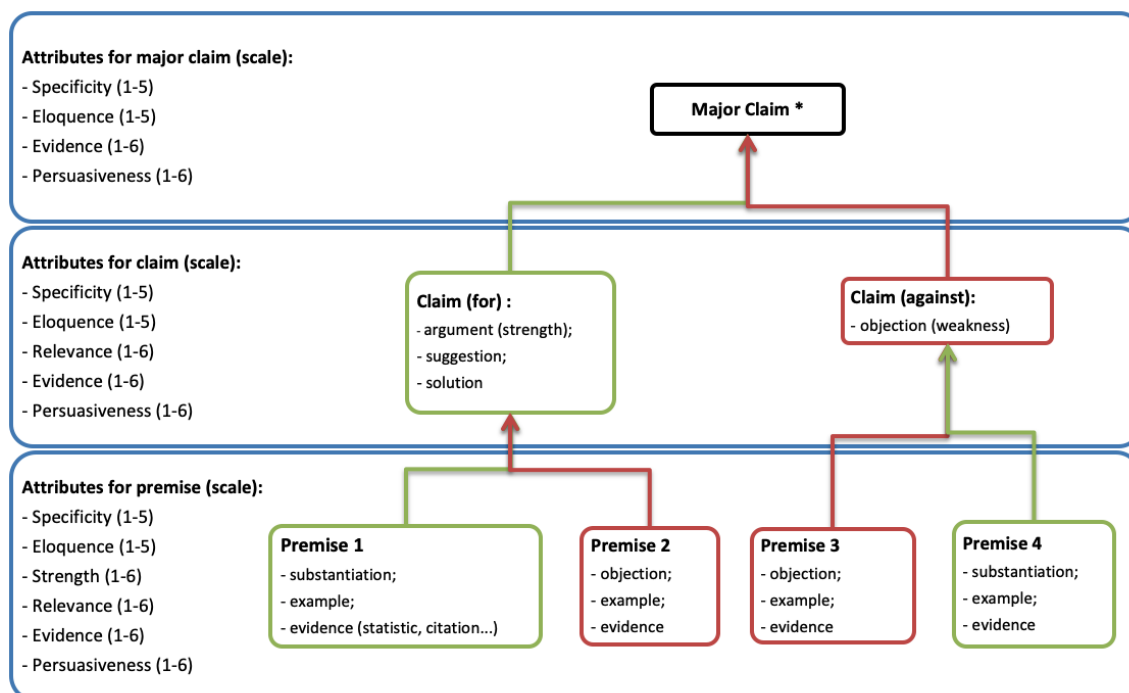 Attributes for major claim (scale):
- Specificity (1-5)
- Eloquence (1-5)
- Evidence (1-6)
- Persuasiveness (1-6)
Major Claim *
Attributes for claim (scale):
- Specificity (1-5)
- Eloquence (1-5)
- Relevance (1-6)
- Evidence (1-6)
- Persuasiveness (1-6)
Claim (for) :
- argument (strength);
- suggestion;
- solution
Claim (against):
- objection (weakness)
Attributes for premise (scale):
- Specificity (1-5)
- Eloquence (1-5)
- Strength (1-6)
- Relevance (1-6)
- Evidence (1-6)
- Persuasiveness (1-6)
Premise 1
- substantiation;
- example;
- evidence (statistic, citation...)
Premise 2
- objection;
- example;
- evidence
Premise 3
- objection;
- example;
- evidence
Premise 4
- substantiation;
- example;
- evidence